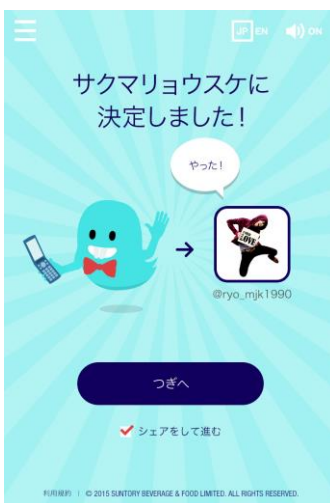 JP EN ON
サクマリョウスケに
決定しました!
やった!
LOVE
@ryo_mjk1990
つぎへ
シェアをして進む
利用規約 | © 2015 SUNTORY BEVERAGE & FOOD LIMITED. ALL RIGHTS RESERVED.